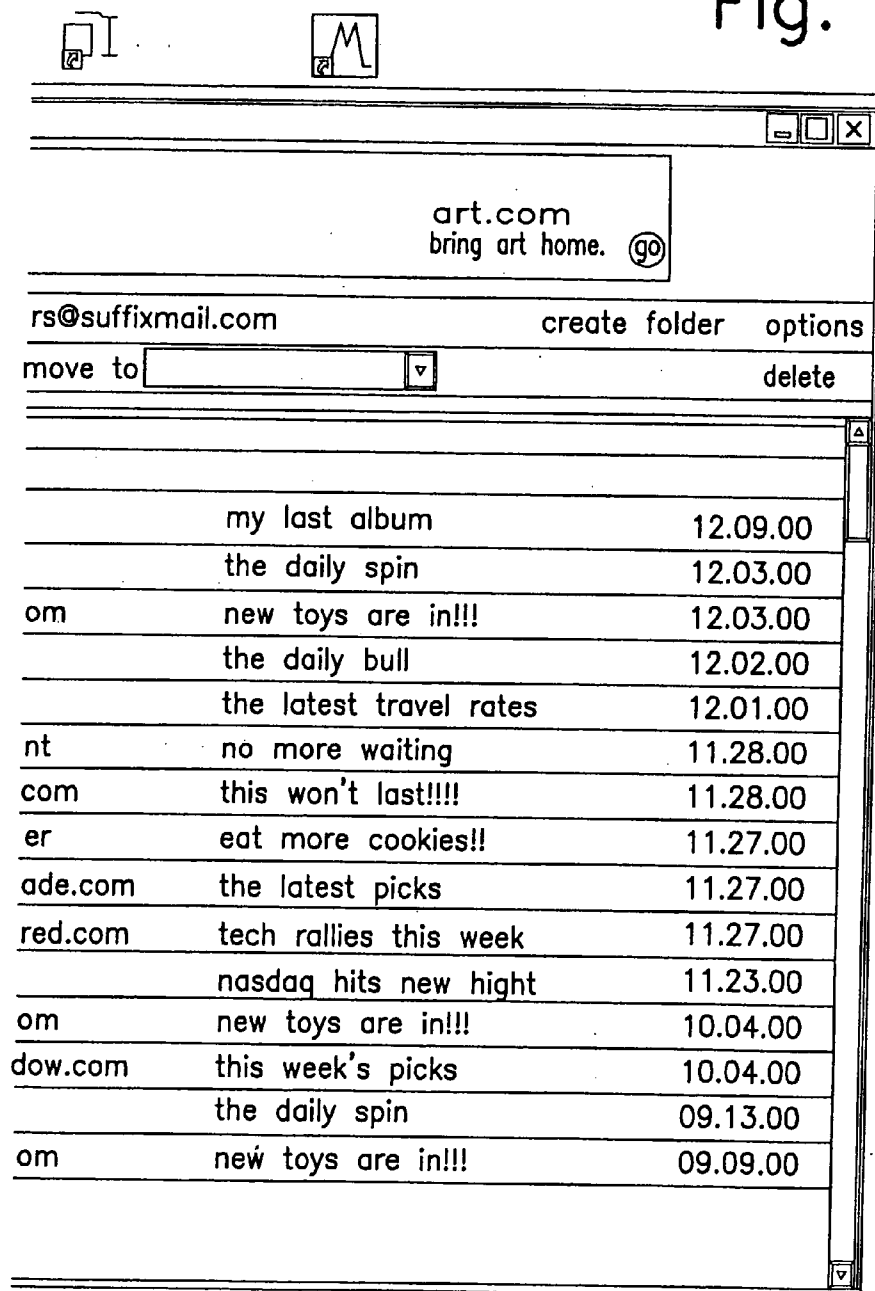 Fig.
M
art.com
bring art home. go
rs@suffixmail.com create folder options
move to delete
my last album 12.09.00
the daily spin 12.03.00
om new toys are in!!! 12.03.00
the daily bull 12.02.00
the latest travel rates 12.01.00
nt no more waiting 11.28.00
com this won't last!!!! 11.28.00
er eat more cookies!! 11.27.00
ade.com the latest picks 11.27.00
red.com tech rallies this week 11.27.00
nasdaq hits new hight 11.23.00
om new toys are in!!! 10.04.00
dow.com this week's picks 10.04.00
the daily spin 09.13.00
om new toys are in!!! 09.09.00